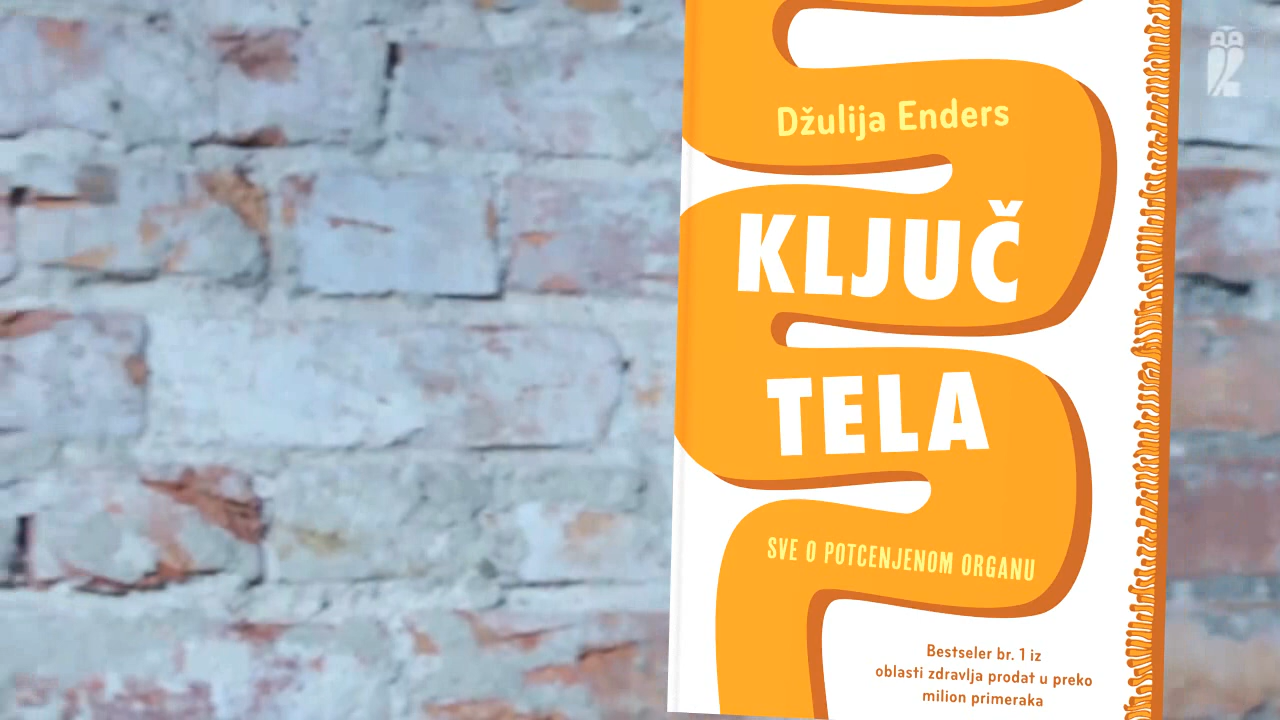 Džulija Enders
KLJUČ
TELA
SVE O POTCENJENOM ORGANU
Bestseler br. 1 iz
oblasti zdravlja prodat u preko
milion primeraka